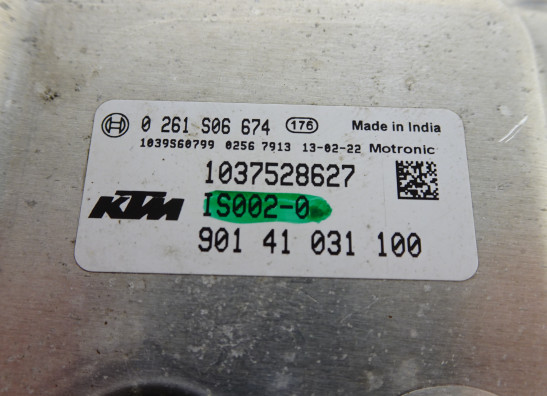 0 261 S06 674 176 Made in India
1039S60799 0256 7913 13-02-22 Motronic
1037528627
KTM IS002-0
901 41 031 100